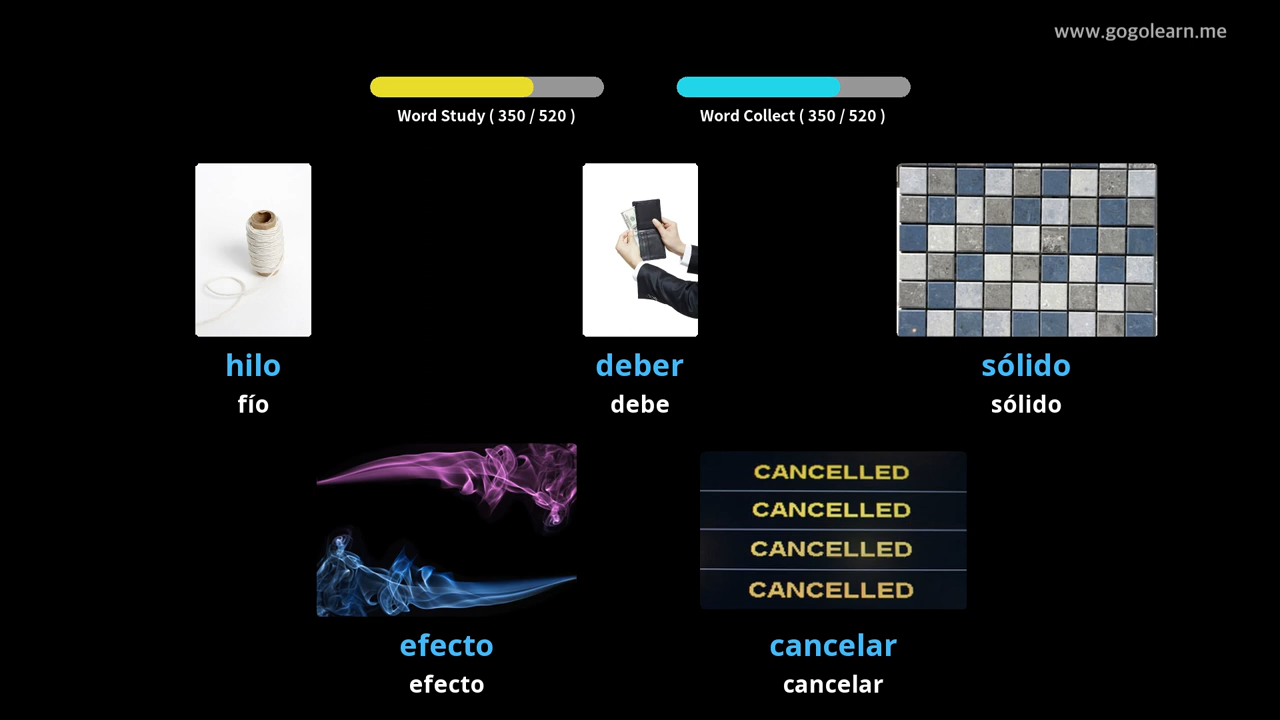 www.gogolearn.me
Word Study ( 350 / 520 )
Word Collect ( 350 / 520 )
hilo
fío
deber
debe
sólido
sólido
CANCELLED
CANCELLED
CANCELLED
CANCELLED
efecto
efecto
cancelar
cancelar